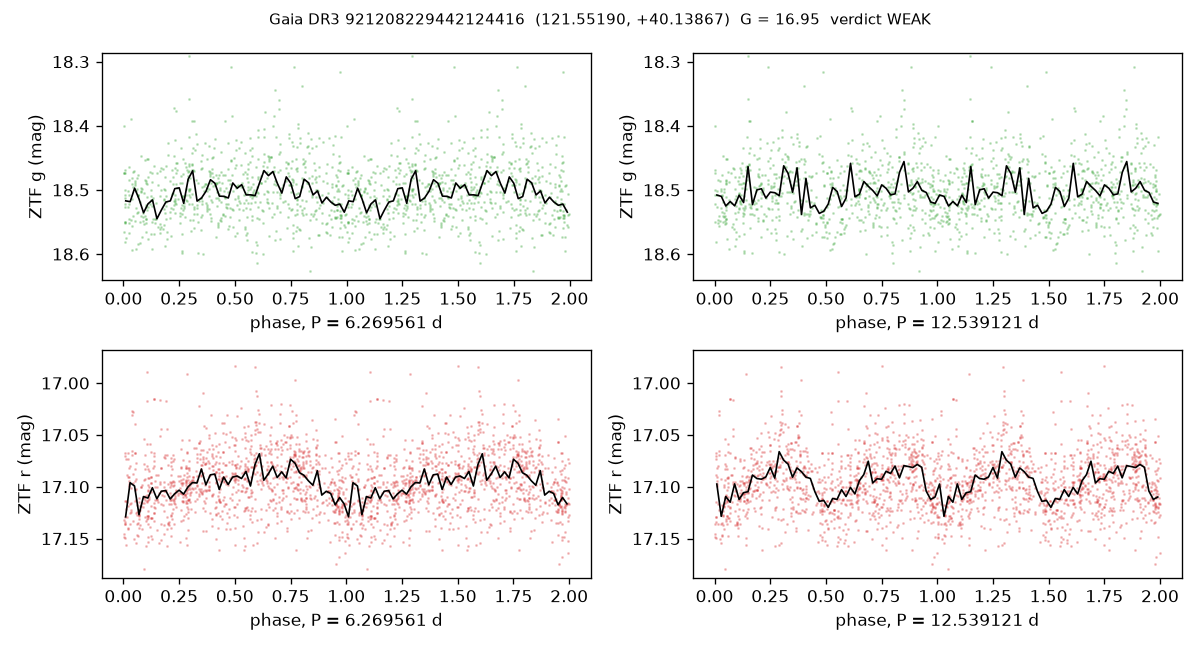 Gaia DR3 921208229442124416  (121.55190, +40.13867)  G = 16.95  verdict WEAK
ZTF g (mag)
18.3
18.4
18.5
18.6
0.00 0.25 0.50 0.75 1.00 1.25 1.50 1.75 2.00
phase, P = 6.269561 d
ZTF g (mag)
18.3
18.4
18.5
18.6
0.00 0.25 0.50 0.75 1.00 1.25 1.50 1.75 2.00
phase, P = 12.539121 d
ZTF r (mag)
17.00
17.05
17.10
17.15
0.00 0.25 0.50 0.75 1.00 1.25 1.50 1.75 2.00
phase, P = 6.269561 d
ZTF r (mag)
17.00
17.05
17.10
17.15
0.00 0.25 0.50 0.75 1.00 1.25 1.50 1.75 2.00
phase, P = 12.539121 d